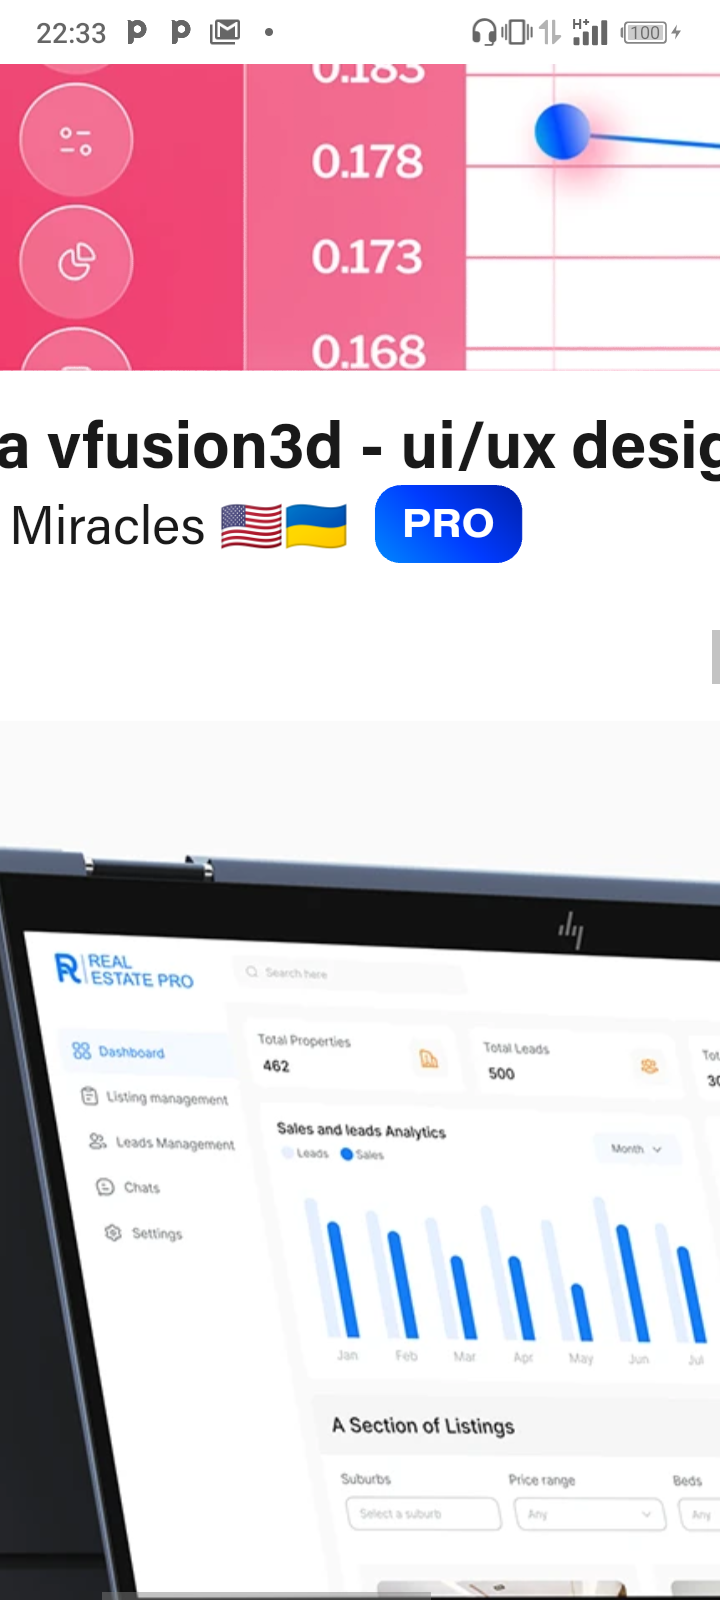 22:33
H+
100
0.183
0.178
0.173
0.168
a vfusion3d - ui/ux desig
Miracles 🇺🇸🇺🇦 PRO
hp
REAL
ESTATE PRO
Search here
Dashboard
Listing management
Leads Management
Chats
Settings
Total Properties
462
Total Leads
500
Tot
30
Sales and leads Analytics
Leads Sales
Month
Jan Feb Mar Apr May Jun Jul
A Section of Listings
Suburbs Price range Beds
Select a suburb Any Any